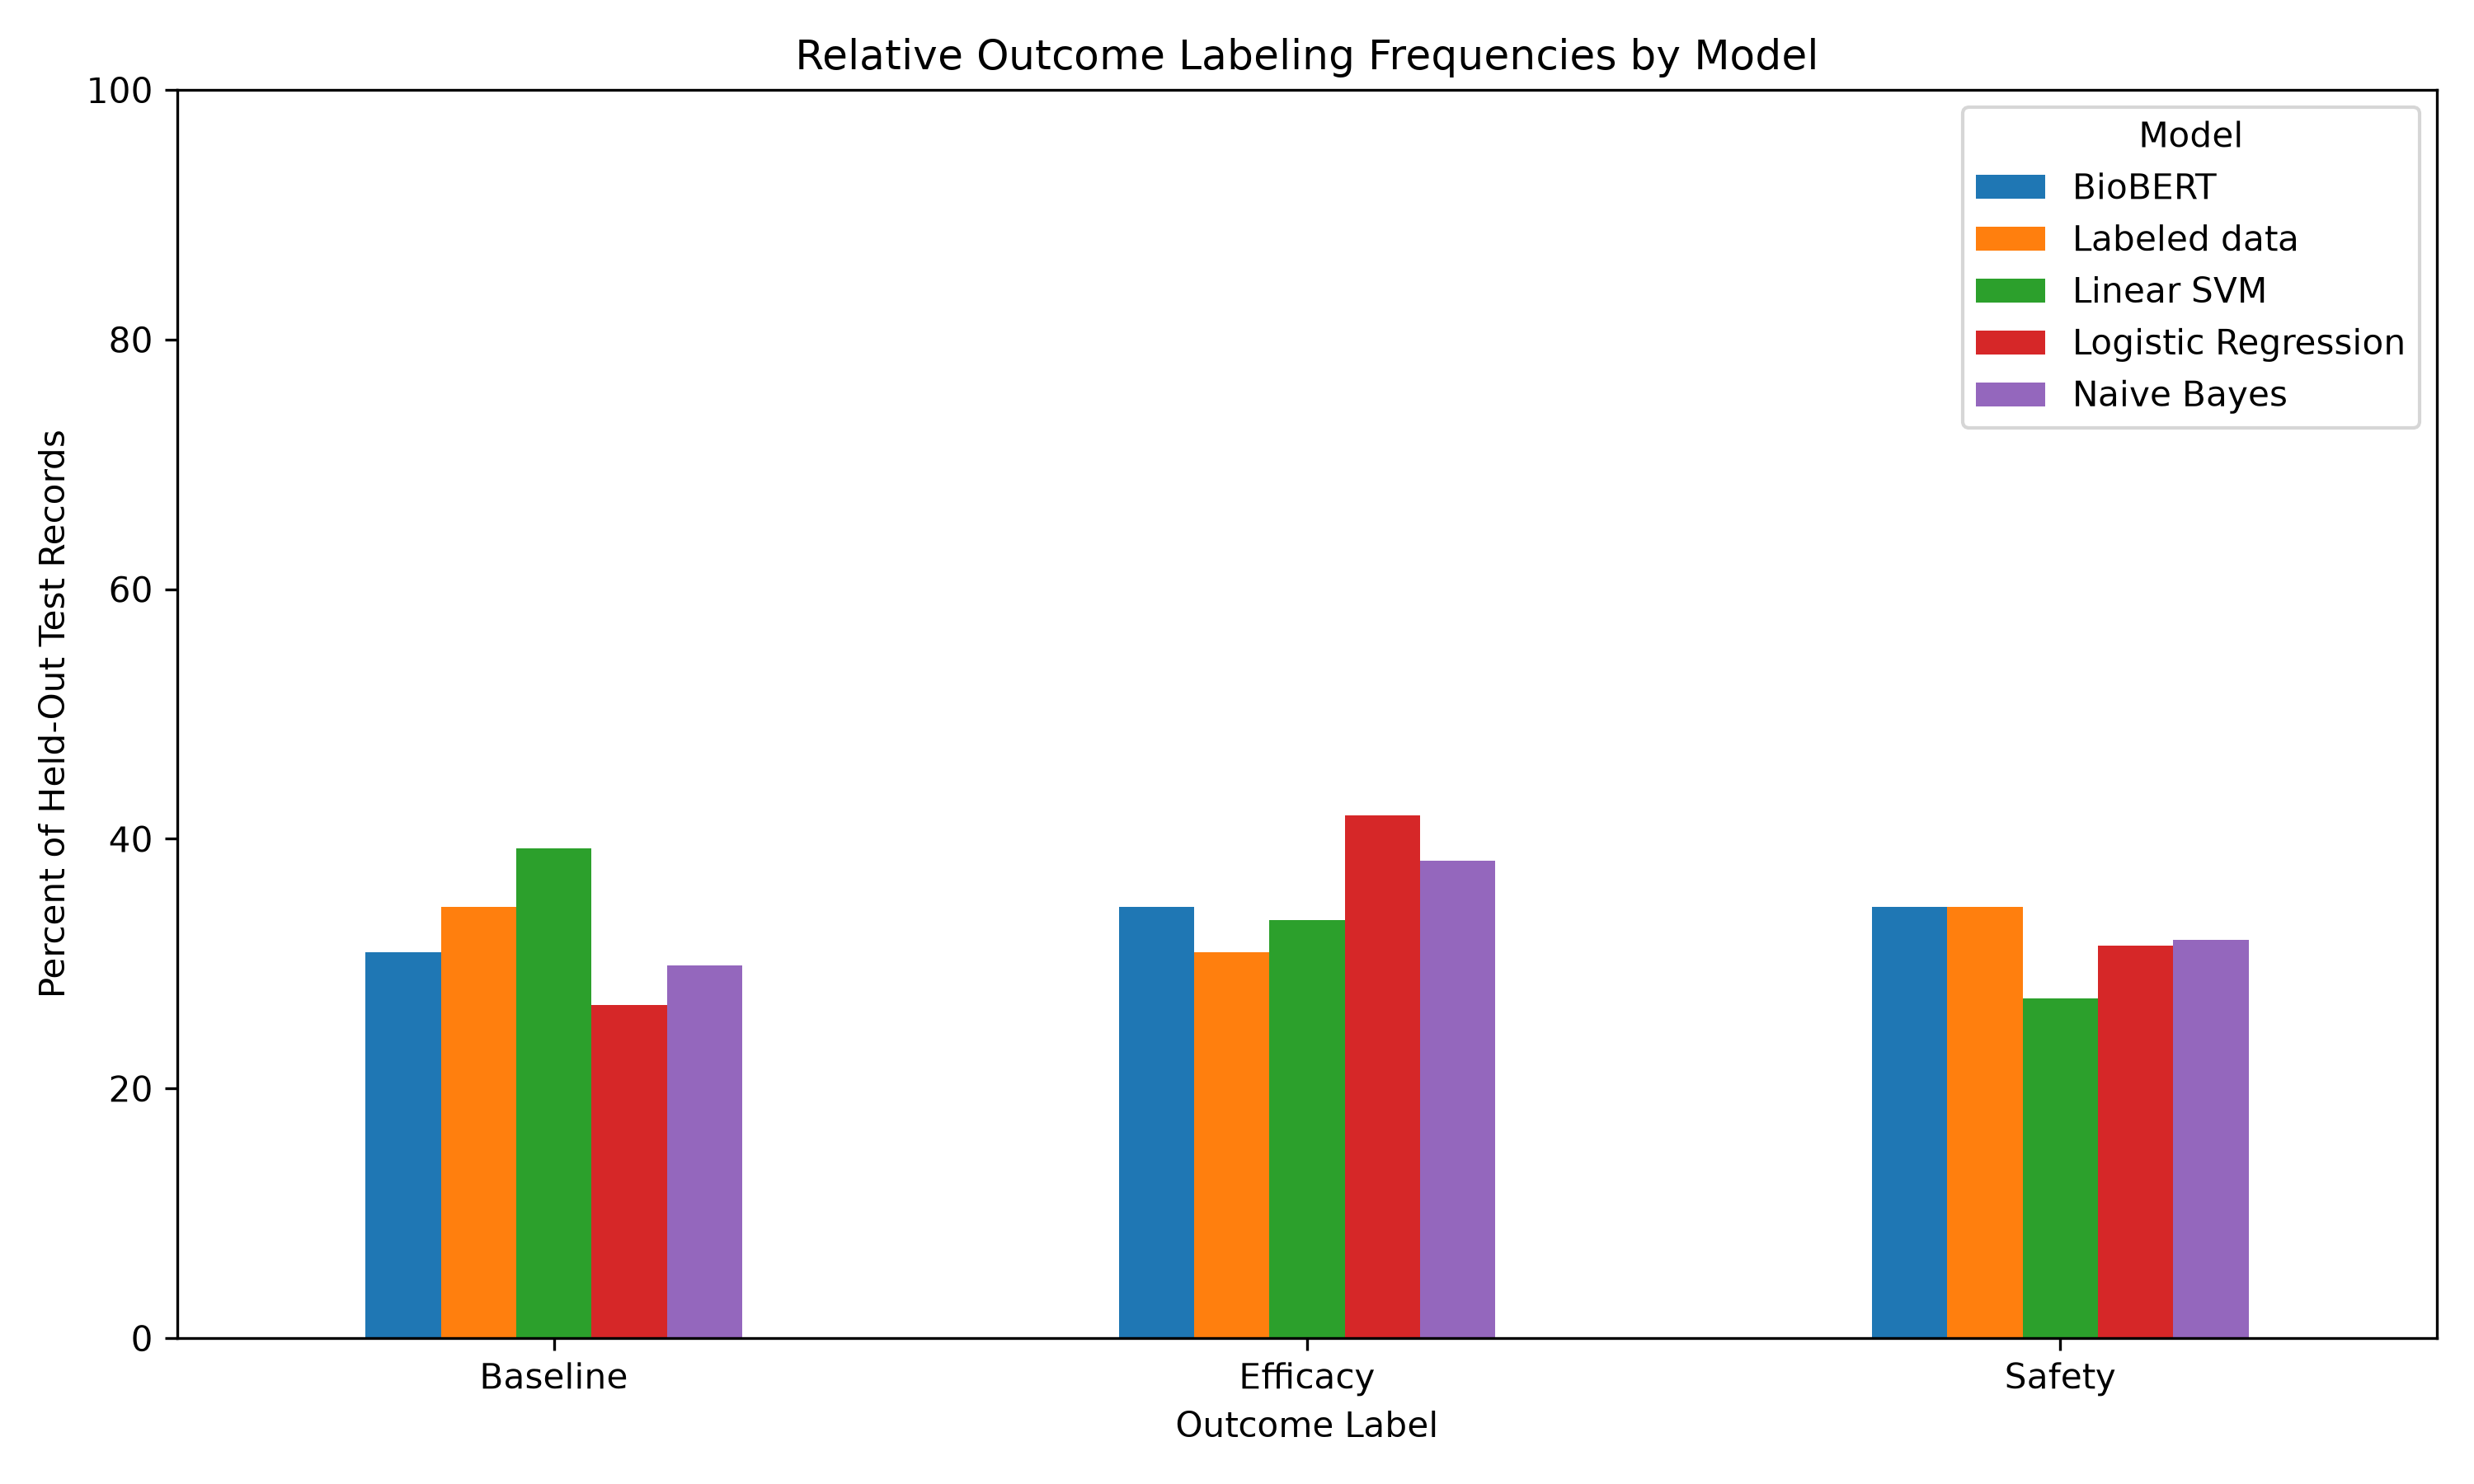 Relative Outcome Labeling Frequencies by Model
100
80
60
40
20
0
Percent of Held-Out Test Records
Model
BioBERT
Labeled data
Linear SVM
Logistic Regression
Naive Bayes
Baseline
Efficacy
Safety
Outcome Label